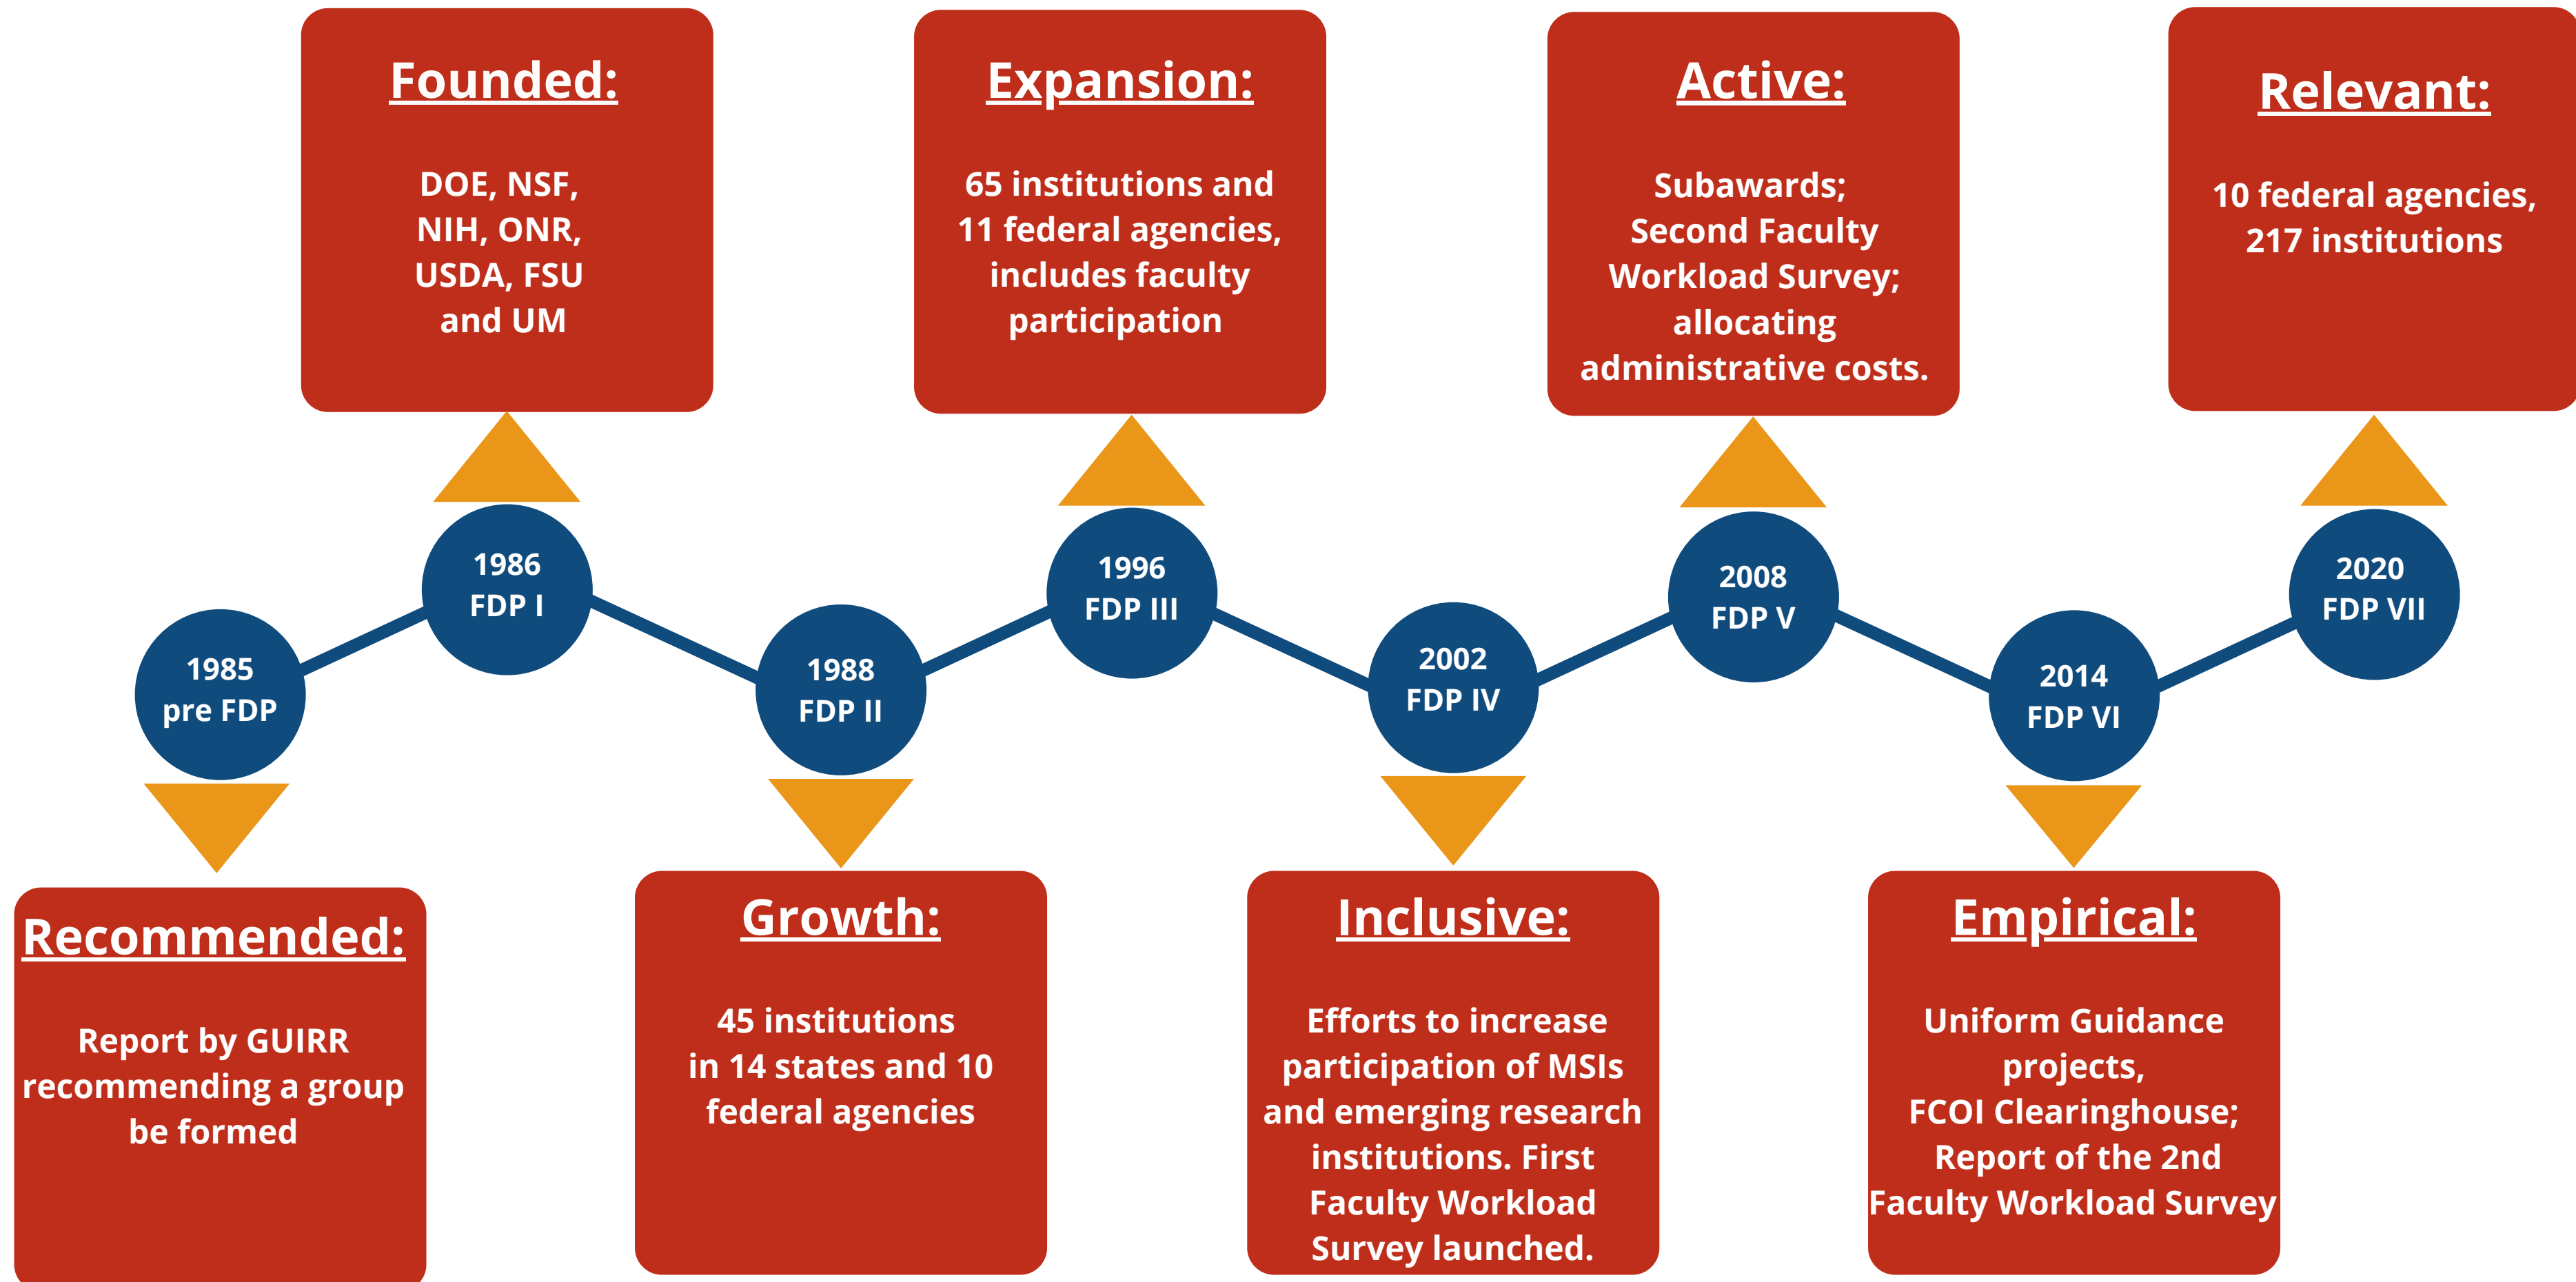 Founded:
DOE, NSF,
NIH, ONR,
USDA, FSU
and UM
Expansion:
65 institutions and
11 federal agencies,
includes faculty
participation
Active:
Subawards;
Second Faculty
Workload Survey;
allocating
administrative costs.
Relevant:
10 federal agencies,
217 institutions
1985
pre FDP
1986
FDP I
1988
FDP II
1996
FDP III
2002
FDP IV
2008
FDP V
2014
FDP VI
2020
FDP VII
Recommended:
Report by GUIRR
recommending a group
be formed
Growth:
45 institutions
in 14 states and 10
federal agencies
Inclusive:
Efforts to increase
participation of MSIs
and emerging research
institutions. First
Faculty Workload
Survey launched.
Empirical:
Uniform Guidance
projects,
FCOI Clearinghouse;
Report of the 2nd
Faculty Workload Survey